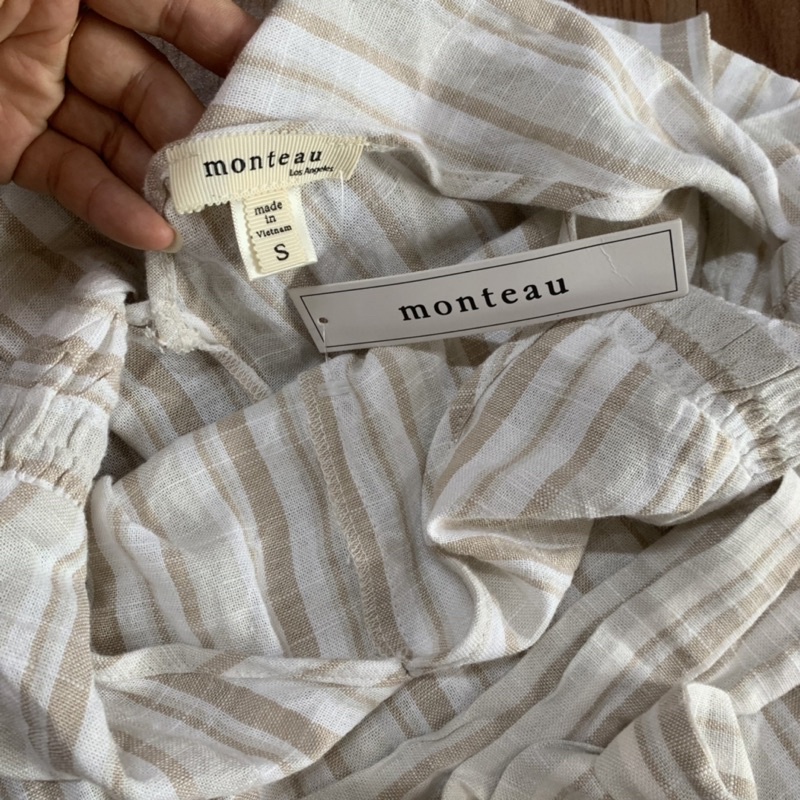 monteau
Los Angeles
made
in
Vietnam
S
monteau